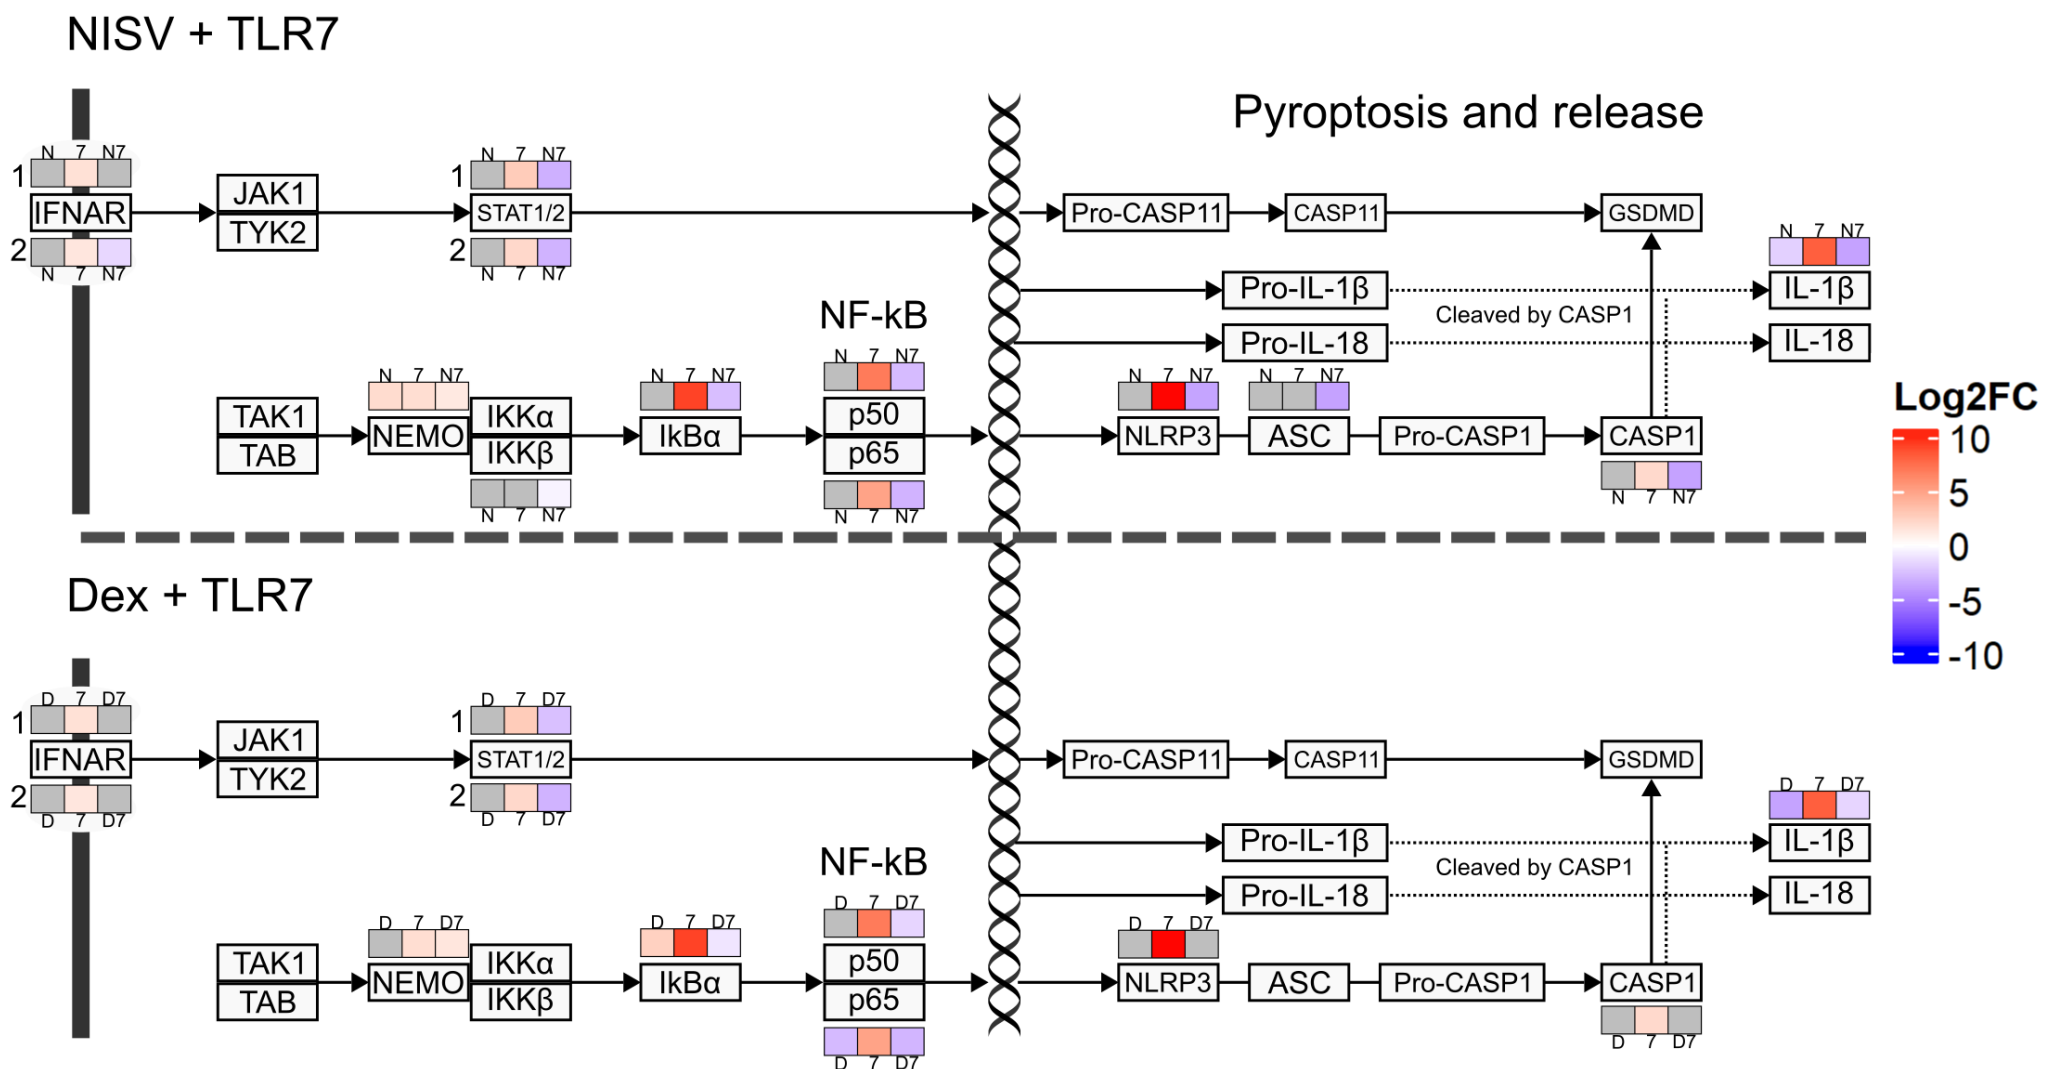 NISV + TLR7
Pyroptosis and release
N 7 N7
1
IFNAR
2
N 7 N7
JAK1
TYK2
N 7 N7
1
STAT1/2
2
N 7 N7
Pro-CASP11
CASP11
GSDMD
N 7 N7
Pro-IL-1β
IL-1β
Cleaved by CASP1
Pro-IL-18
IL-18
NF-kB
TAK1
TAB
N 7 N7
NEMO
IKKα
IKKβ
N 7 N7
N 7 N7
IkBα
N 7 N7
p50
p65
N 7 N7
N 7 N7
NLRP3
N 7 N7
ASC
Pro-CASP1
CASP1
N 7 N7
Log2FC
10
5
0
-5
-10
Dex + TLR7
D 7 D7
1
IFNAR
2
D 7 D7
JAK1
TYK2
D 7 D7
1
STAT1/2
2
D 7 D7
Pro-CASP11
CASP11
GSDMD
D 7 D7
Pro-IL-1β
IL-1β
Cleaved by CASP1
Pro-IL-18
IL-18
NF-kB
TAK1
TAB
D 7 D7
NEMO
IKKα
IKKβ
D 7 D7
IkBα
D 7 D7
p50
p65
D 7 D7
D 7 D7
NLRP3
ASC
Pro-CASP1
CASP1
D 7 D7